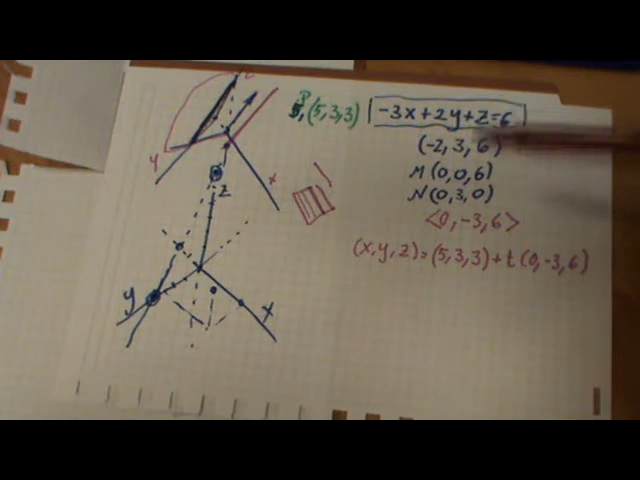 P
(5,3,3) -3x+2y+z=6
(-2,3,6)
M(0,0,6)
N(0,3,0)
<0,-3,6>
(x,y,z)=(5,3,3)+t(0,-3,6)
z
y
x
z
y
x